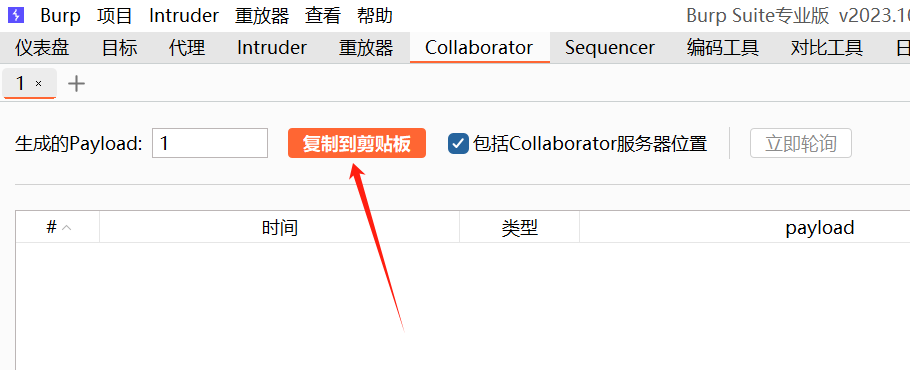 Burp 项目 Intruder 重放器 查看 帮助 Burp Suite专业版 v2023.10
仪表盘 目标 代理 Intruder 重放器 Collaborator Sequencer 编码工具 对比工具 日
1 × +
生成的Payload: 1 复制到剪贴板 包括Collaborator服务器位置 立即轮询
# 时间 类型 payload